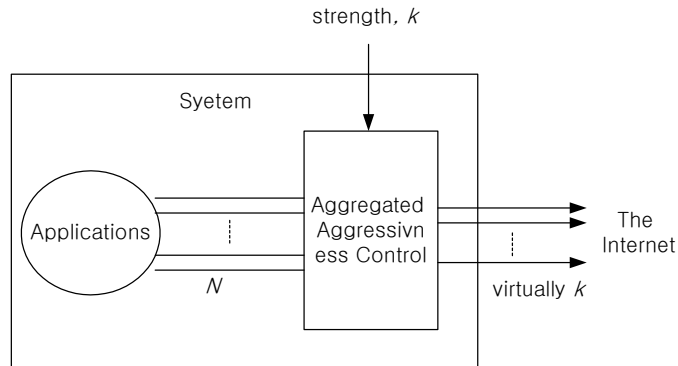 strength, k
Syetem
Applications
N
Aggregated
Aggressivn
ess Control
The
Internet
virtually k